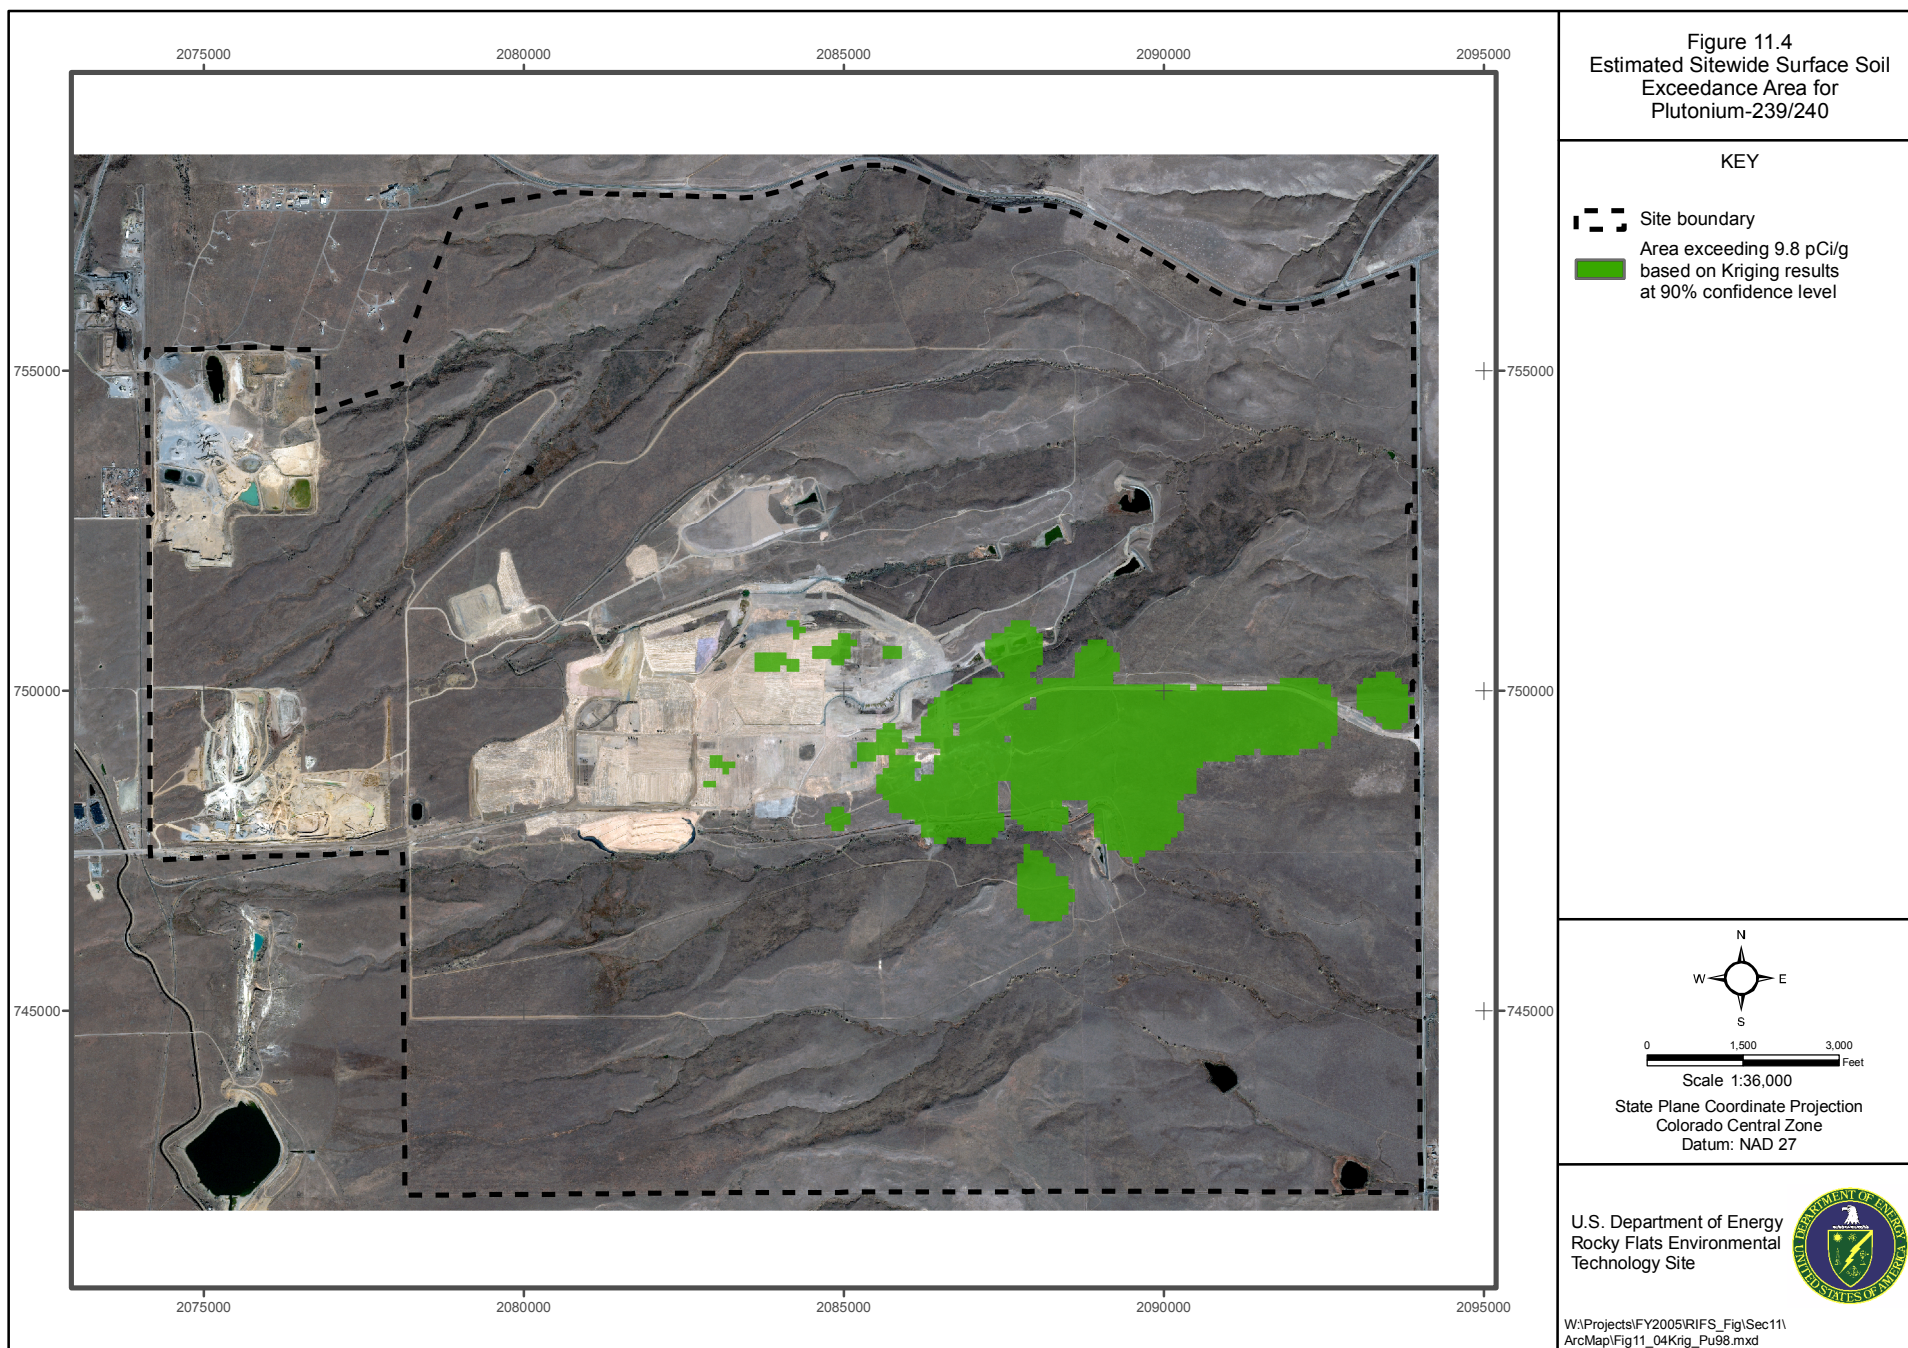 2075000
2080000
2085000
2090000
2095000
755000
755000
750000
750000
745000
745000
2075000
2080000
2085000
2090000
2095000
Figure 11.4
Estimated Sitewide Surface Soil
Exceedance Area for
Plutonium-239/240
KEY
Site boundary
Area exceeding 9.8 pCi/g
based on Kriging results
at 90% confidence level
N
W
E
S
0 1,500 3,000
Feet
Scale 1:36,000
State Plane Coordinate Projection
Colorado Central Zone
Datum: NAD 27
U.S. Department of Energy
Rocky Flats Environmental
Technology Site
DEPARTMENT OF ENERGY
UNITED STATES OF AMERICA
W:\Projects\FY2005\RIFS_Fig\Sec11\
ArcMap\Fig11_04Krig_Pu98.mxd